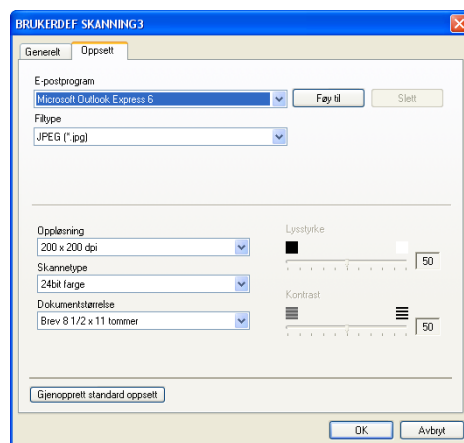 BRUKERDEF SKANNING3
Generelt Oppsett
E-postprogram
Microsoft Outlook Express 6 Føy til Slett
Filtype
JPEG (*.jpg)
Oppløsning Lysstyrke
200 x 200 dpi
50
Skannetype
24bit farge
Kontrast
Dokumentstørrelse
Brev 8 1/2 x 11 tommer
50
Gjenopprett standard oppsett
OK Avbryt